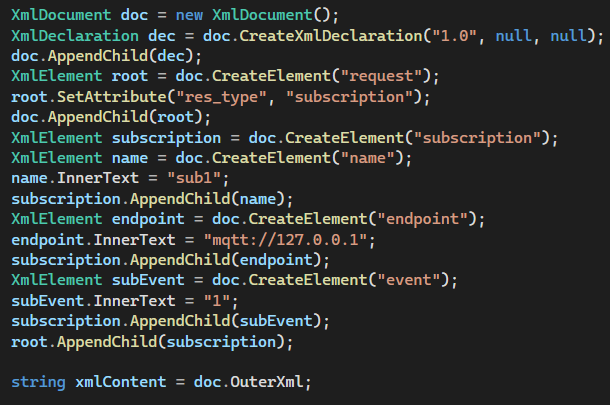 XmlDocument doc = new XmlDocument();
XmlDeclaration dec = doc.CreateXmlDeclaration("1.0", null, null);
doc.AppendChild(dec);
XmlElement root = doc.CreateElement("request");
root.SetAttribute("res_type", "subscription");
doc.AppendChild(root);
XmlElement subscription = doc.CreateElement("subscription");
XmlElement name = doc.CreateElement("name");
name.InnerText = "sub1";
subscription.AppendChild(name);
XmlElement endpoint = doc.CreateElement("endpoint");
endpoint.InnerText = "mqtt://127.0.0.1";
subscription.AppendChild(endpoint);
XmlElement subEvent = doc.CreateElement("event");
subEvent.InnerText = "1";
subscription.AppendChild(subEvent);
root.AppendChild(subscription);
string xmlContent = doc.OuterXml;